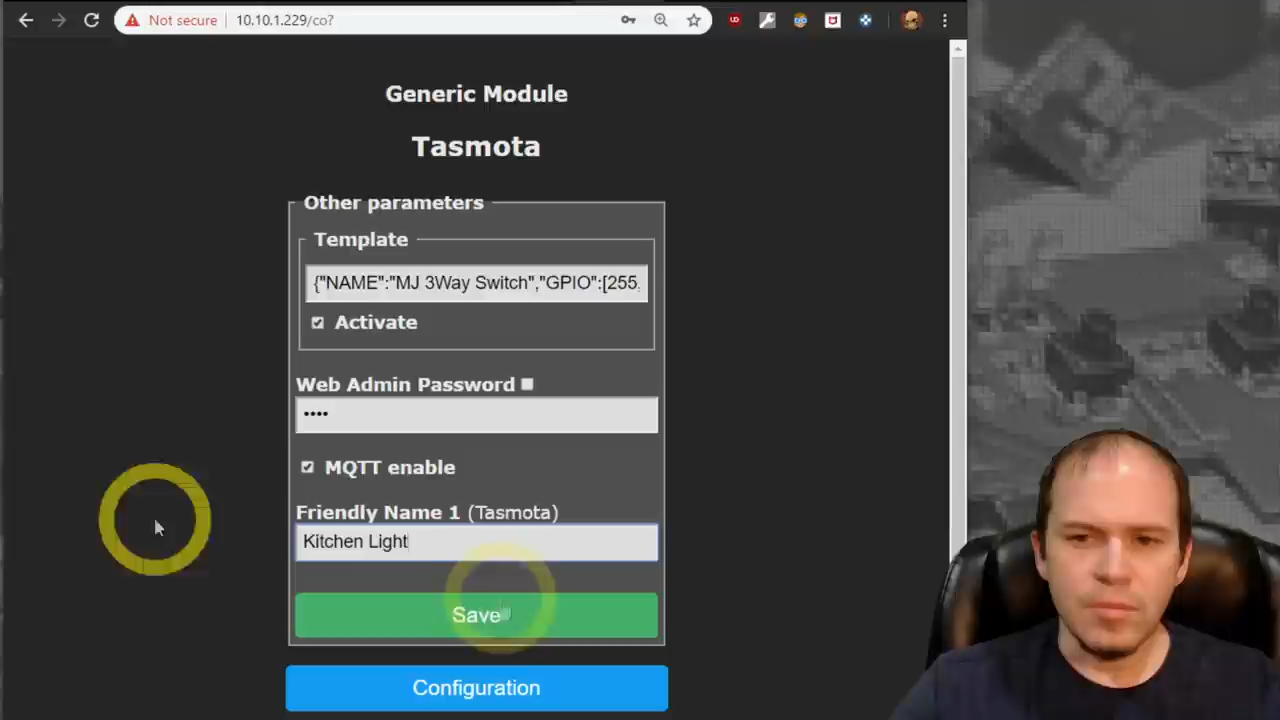 Not secure
10.10.1.229/co?
Generic Module
Tasmota
Other parameters
Template
{"NAME":"MJ 3Way Switch","GPIO":[255,
Activate
Web Admin Password
••••
MQTT enable
Friendly Name 1 (Tasmota)
Kitchen Light
Save
Configuration